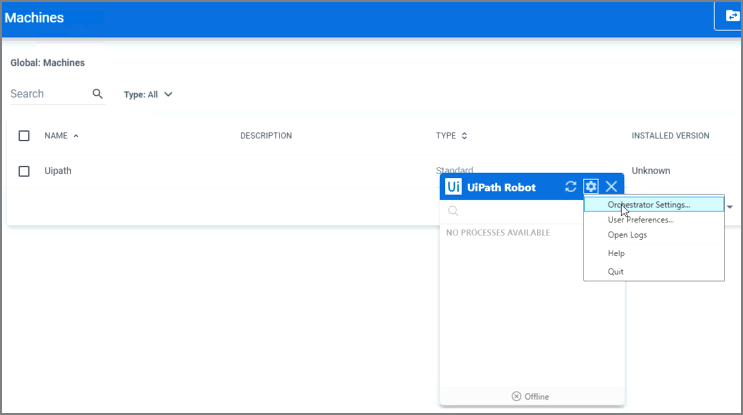 Machines
Global: Machines
Search
Type: All
NAME DESCRIPTION TYPE INSTALLED VERSION
Uipath Standard Unknown
Ui UiPath Robot
Orchestrator Settings...
User Preferences...
NO PROCESSES AVAILABLE
Open Logs
Help
Quit
Offline